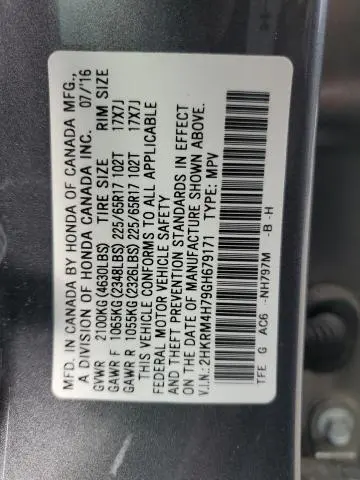 MFD. IN CANADA BY HONDA OF CANADA MFG.,
A DIVISION OF HONDA CANADA INC. 07/'16
GVWR 2100KG(4630LBS) TIRE SIZE RIM SIZE
GAWR F 1065KG(2348LBS) 225/65R17 102T 17X7J
GAWR R 1055KG(2326LBS) 225/65R17 102T 17X7J
THIS VEHICLE CONFORMS TO ALL APPLICABLE
FEDERAL MOTOR VEHICLE SAFETY
AND THEFT PREVENTION STANDARDS IN EFFECT
ON THE DATE OF MANUFACTURE SHOWN ABOVE.
V.I.N.: 2HKRM4H79GH679171 TYPE: MPV
TFE G AC6 -NH797M -B -H